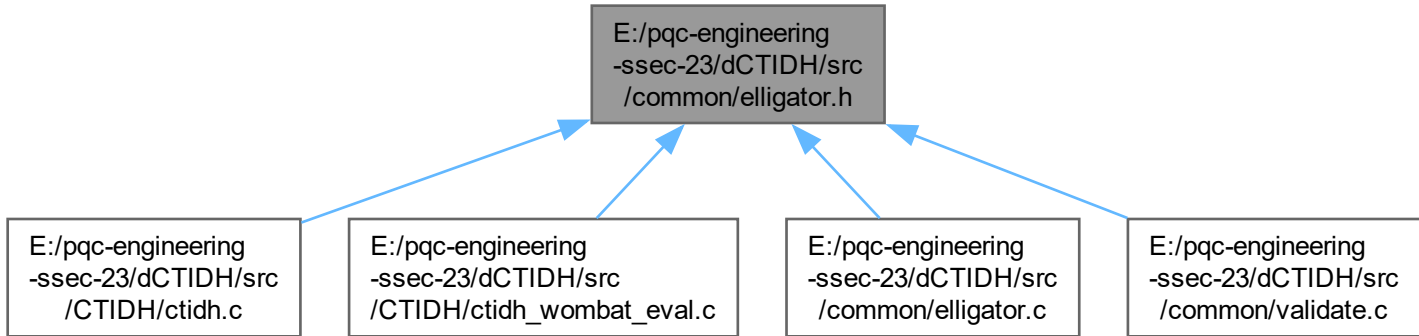 E:/pqc-engineering
-ssec-23/dCTIDH/src
/common/elligator.h
E:/pqc-engineering
-ssec-23/dCTIDH/src
/CTIDH/ctidh.c
E:/pqc-engineering
-ssec-23/dCTIDH/src
/CTIDH/ctidh_wombat_eval.c
E:/pqc-engineering
-ssec-23/dCTIDH/src
/common/elligator.c
E:/pqc-engineering
-ssec-23/dCTIDH/src
/common/validate.c